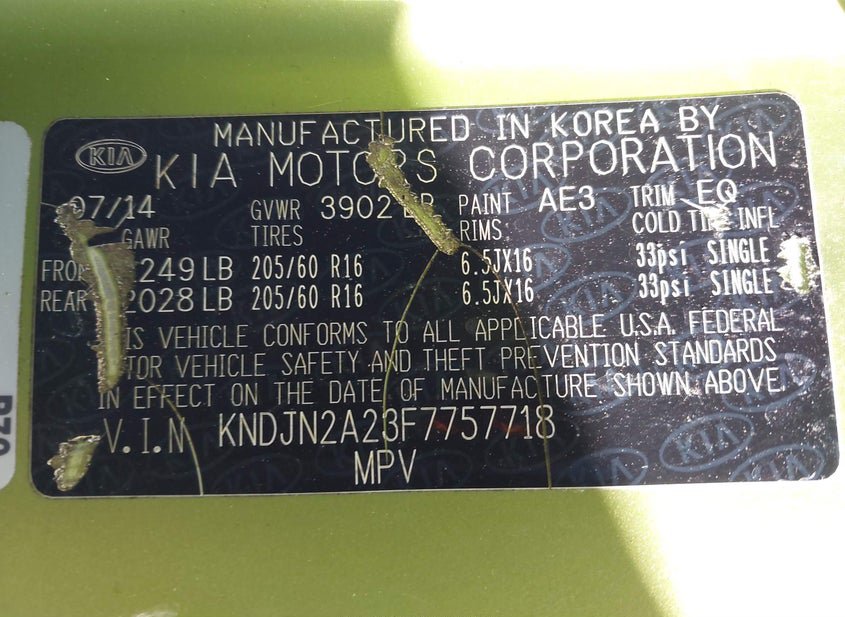 MANUFACTURED IN KOREA BY
KIA KIA MOTORS CORPORATION
07/14 GVWR 3902 LB PAINT AE3 TRIM EQ
GAWR TIRES RIMS COLD TIRE INFL
249 LB 205/60 R16 6.5JX16 33psi SINGLE
REAR 2028 LB 205/60 R16 6.5JX16 33psi SINGLE
IS VEHICLE CONFORMS TO ALL APPLICABLE U.S.A. FEDERAL
TOR VEHICLE SAFETY AND THEFT PREVENTION STANDARDS
IN EFFECT ON THE DATE OF MANUFACTURE SHOWN ABOVE.
V.I.N KNDJN2A23F7757718
MPV